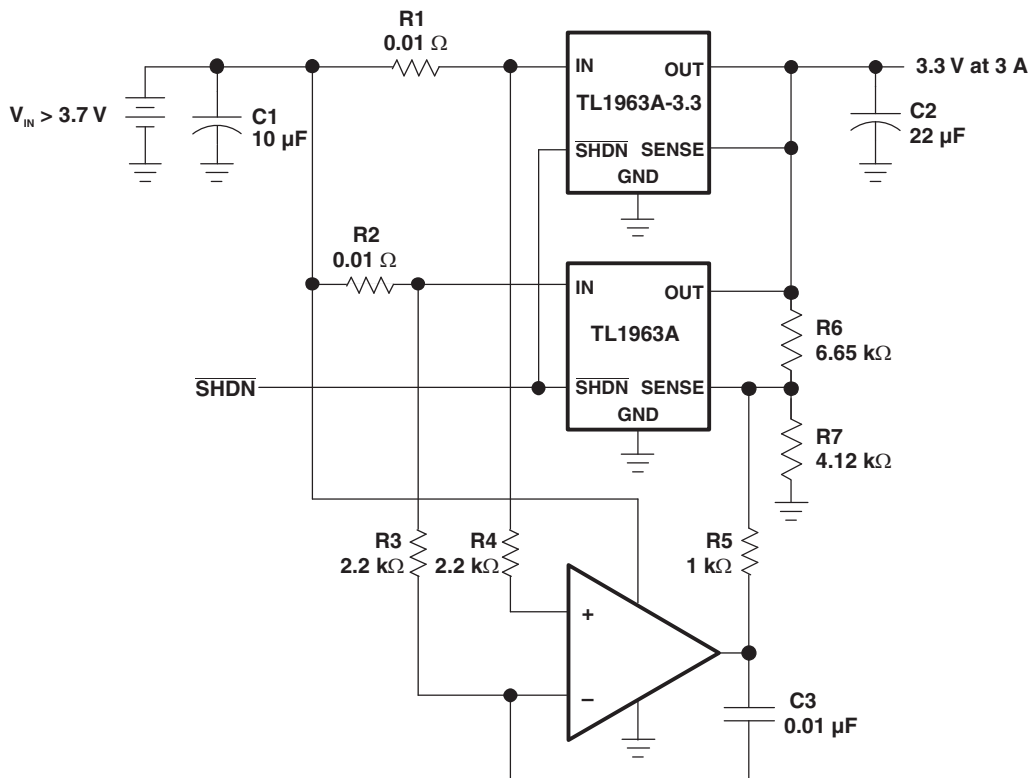 R1
0.01 Ω
IN
OUT
3.3 V at 3 A
TL1963A-3.3
VIN > 3.7 V
C1
10 µF
C2
22 µF
SHDN
SENSE
GND
R2
0.01 Ω
IN
OUT
TL1963A
R6
6.65 kΩ
SHDN
SHDN
SENSE
GND
R7
4.12 kΩ
R3
2.2 kΩ
R4
2.2 kΩ
R5
1 kΩ
+
–
C3
0.01 µF